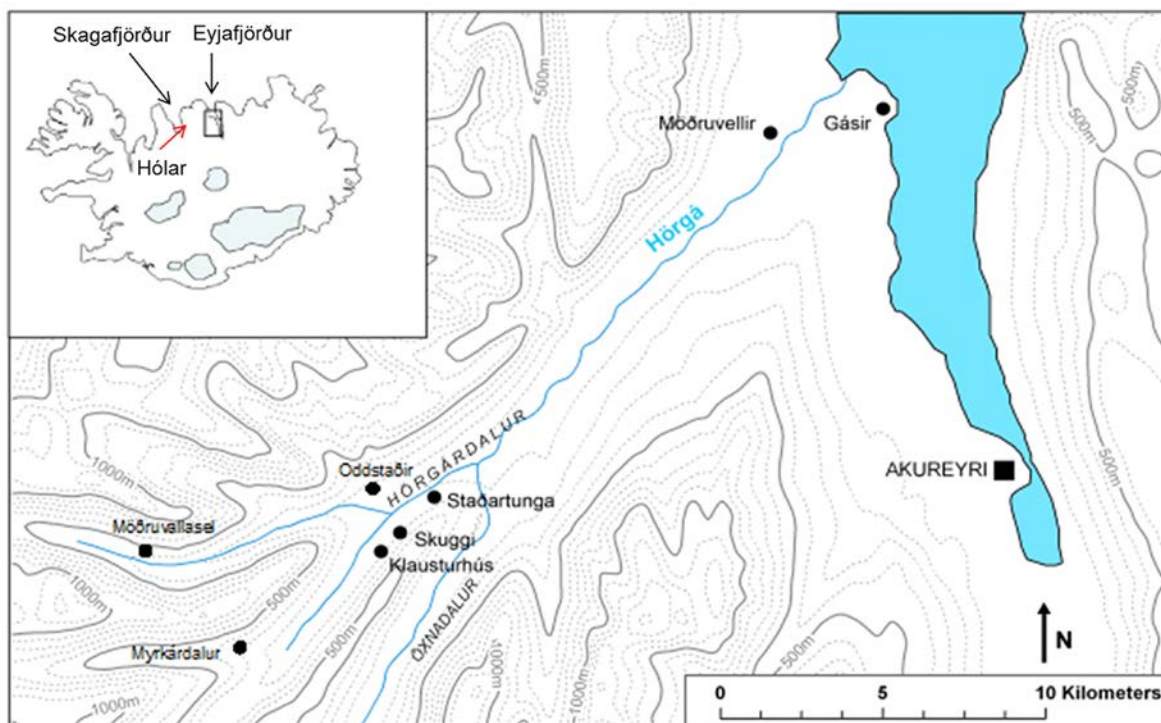 Skagafjörður
Eyjafjörður
Hólar
500m
500m
500m
Möðruvellir
Gásir
Hörgá
500m
1000m
HÖRGÁRDALUR
Oddstaðir
Staðartunga
AKUREYRI
Möðruvallasel
Skuggi
Klausturhús
1000m
500m
500m
ÖXNADALUR
Myrkárdalur
500m
1000m
1000m
N
0 5 10 Kilometers